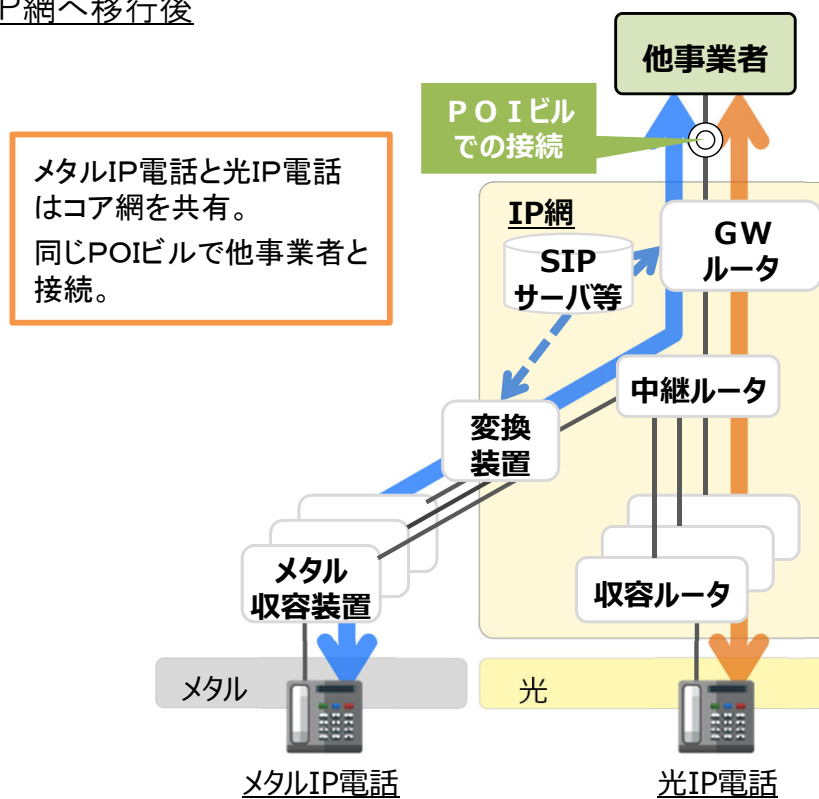 P網へ移行後
他事業者
ＰＯＩビル
での接続
メタルIP電話と光IP電話
はコア網を共有。
同じPOIビルで他事業者と
接続。
IP網
SIP
サーバ等
GW
ルータ
中継ルータ
変換
装置
メタル
収容装置
収容ルータ
メタル
光
メタルIP電話
光IP電話